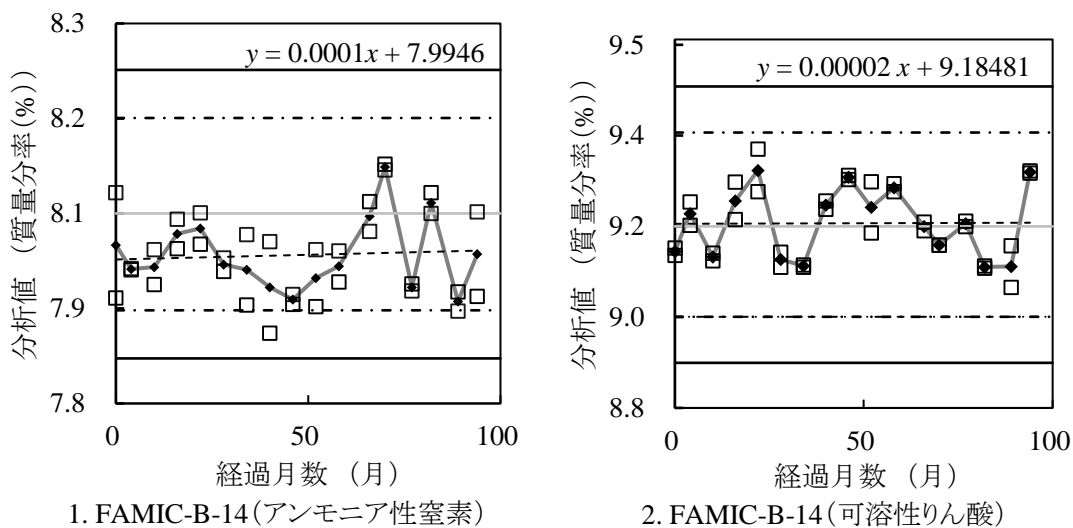 y = 0.0001x + 7.9946
分析値 (質量分率(%))
8.3
8.2
8.1
7.9
7.9
7.8
0
50
100
経過月数 (月)
1. FAMIC-B-14(アンモニア性窒素)
y = 0.00002 x + 9.18481
分析値 (質量分率(%))
9.5
9.4
9.2
9.0
8.8
0
50
100
経過月数 (月)
2. FAMIC-B-14(可溶性りん酸)